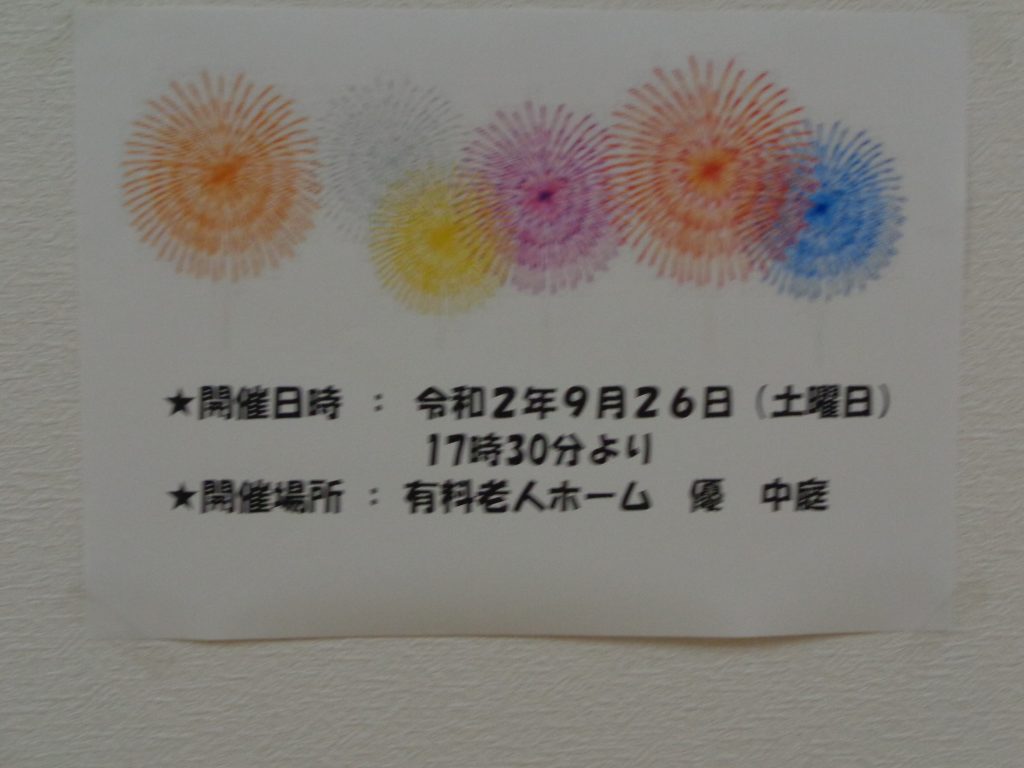 ★開催日時 : 令和2年9月26日（土曜日）
17時30分より
★開催場所 : 有料老人ホーム 優 中庭